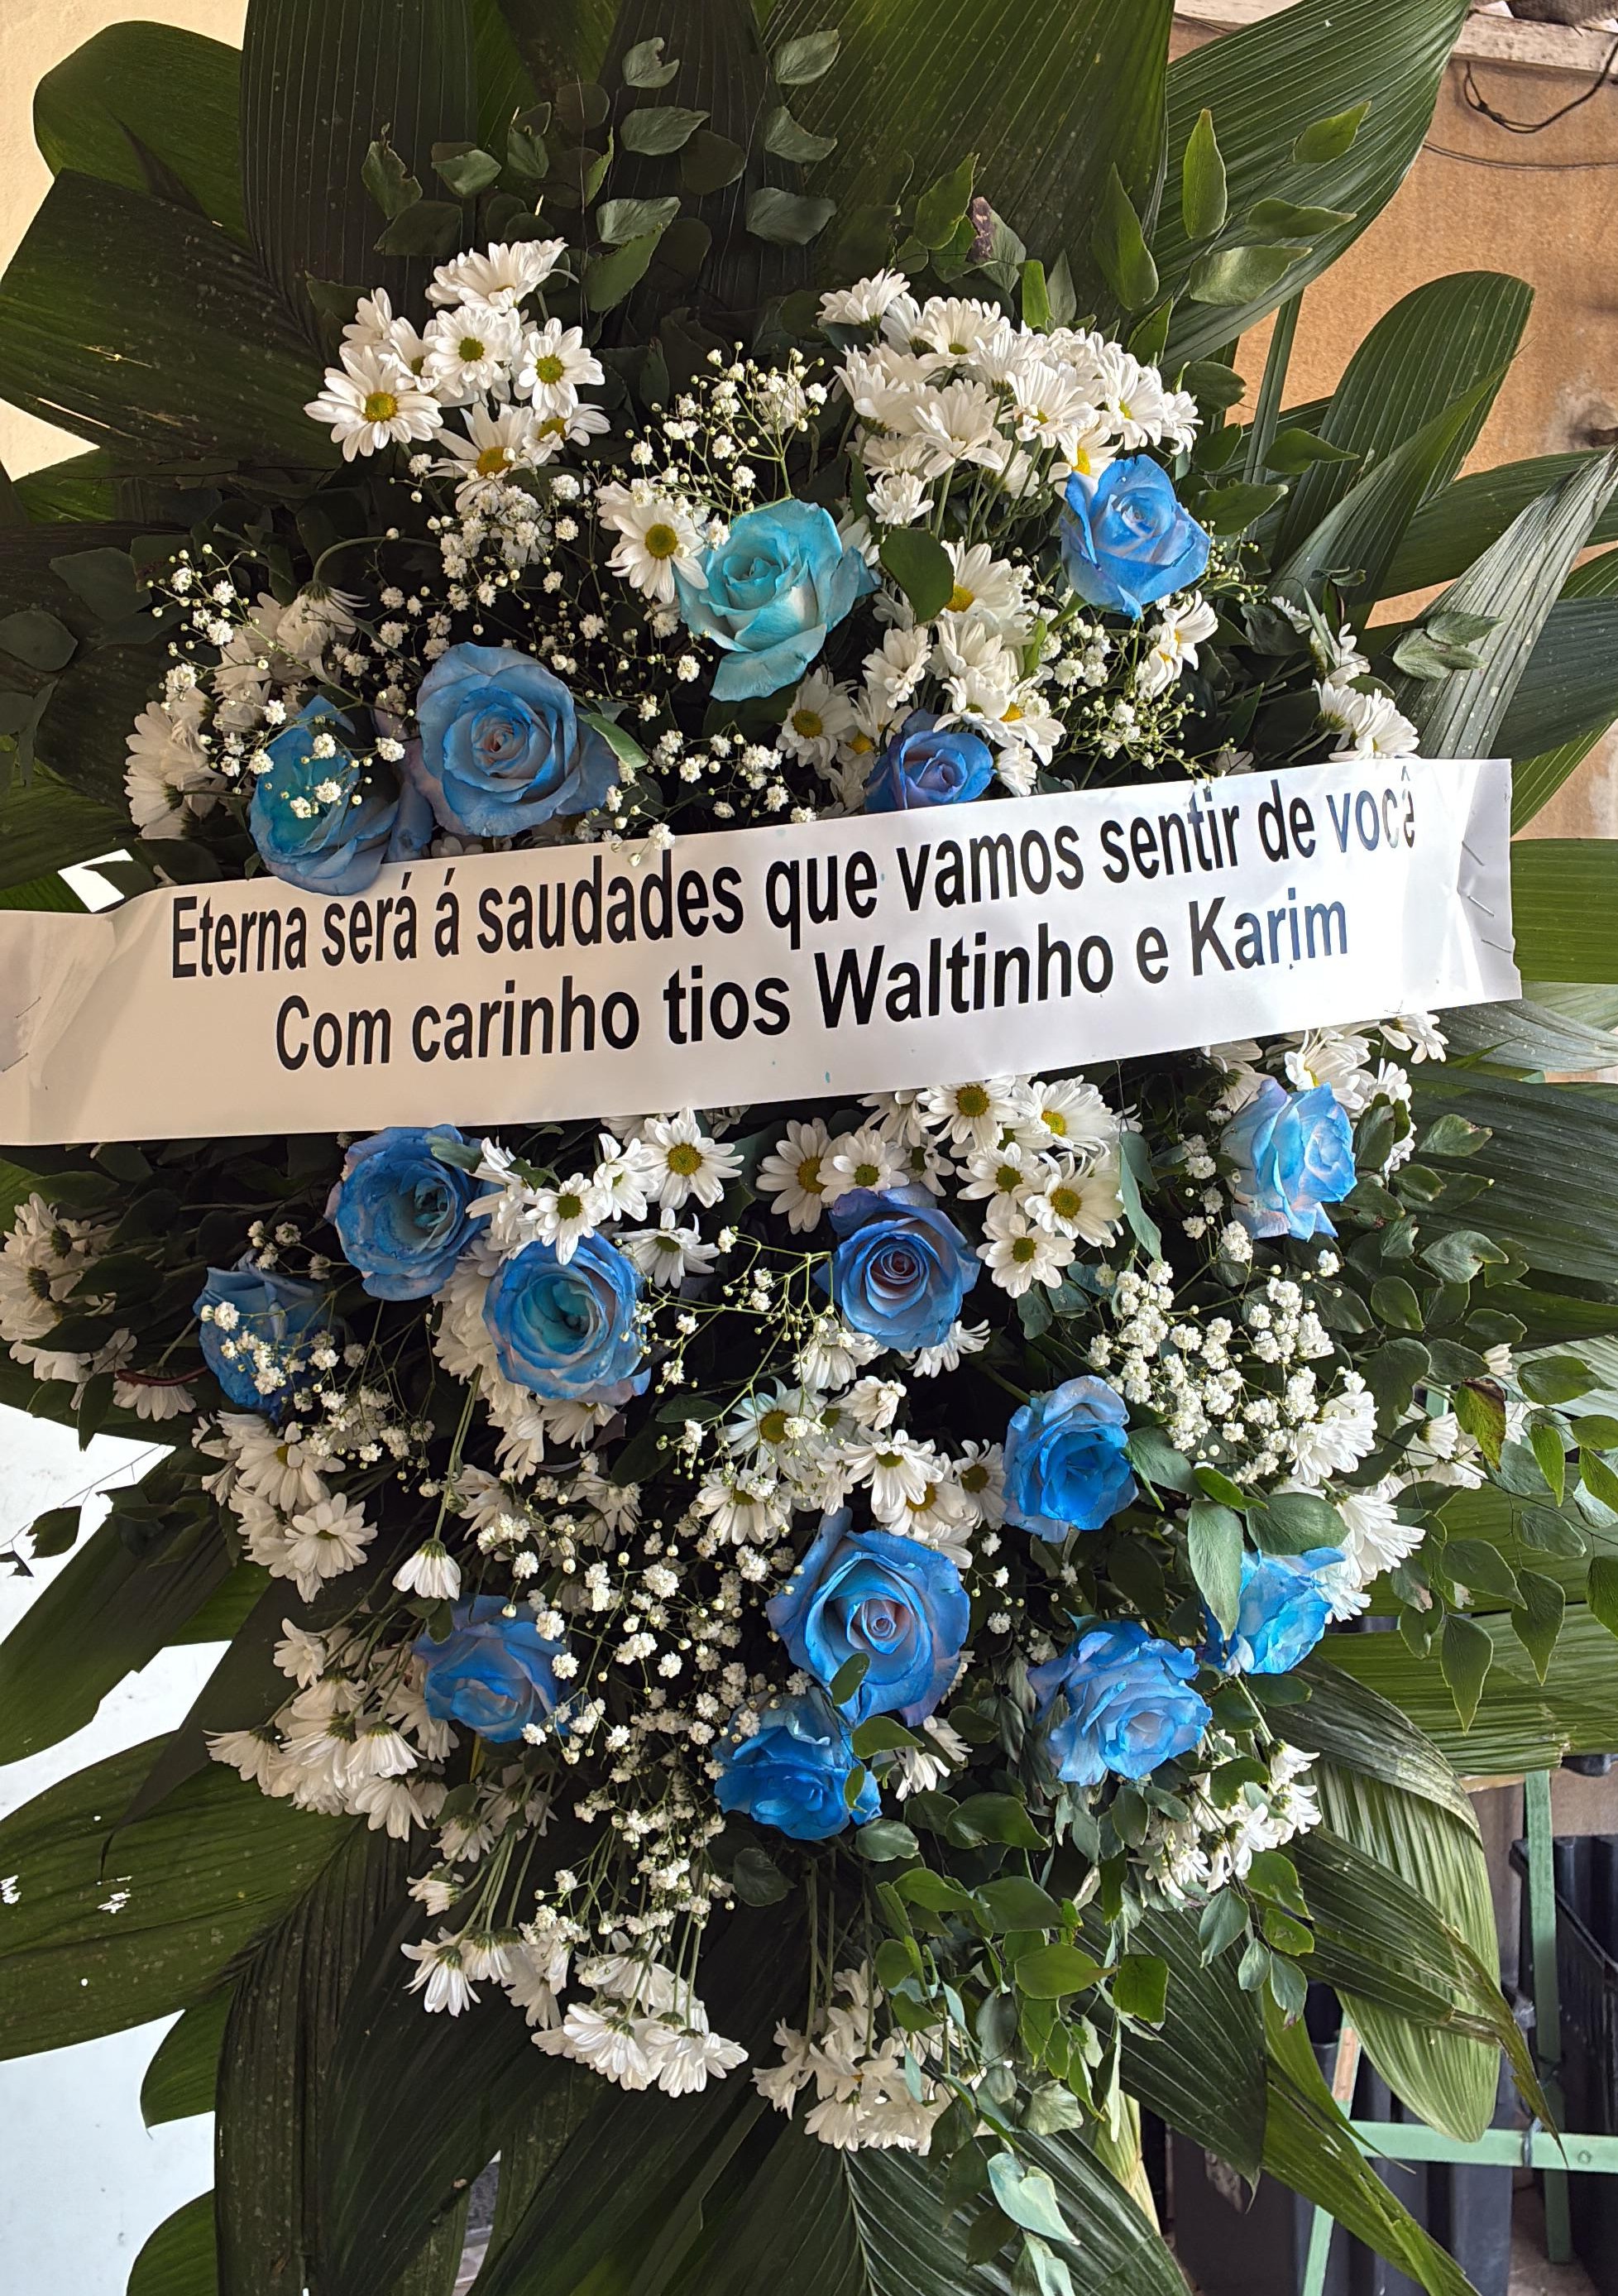 Eterna será á saudades que vamos sentir de você
Com carinho tios Waltinho e Karim